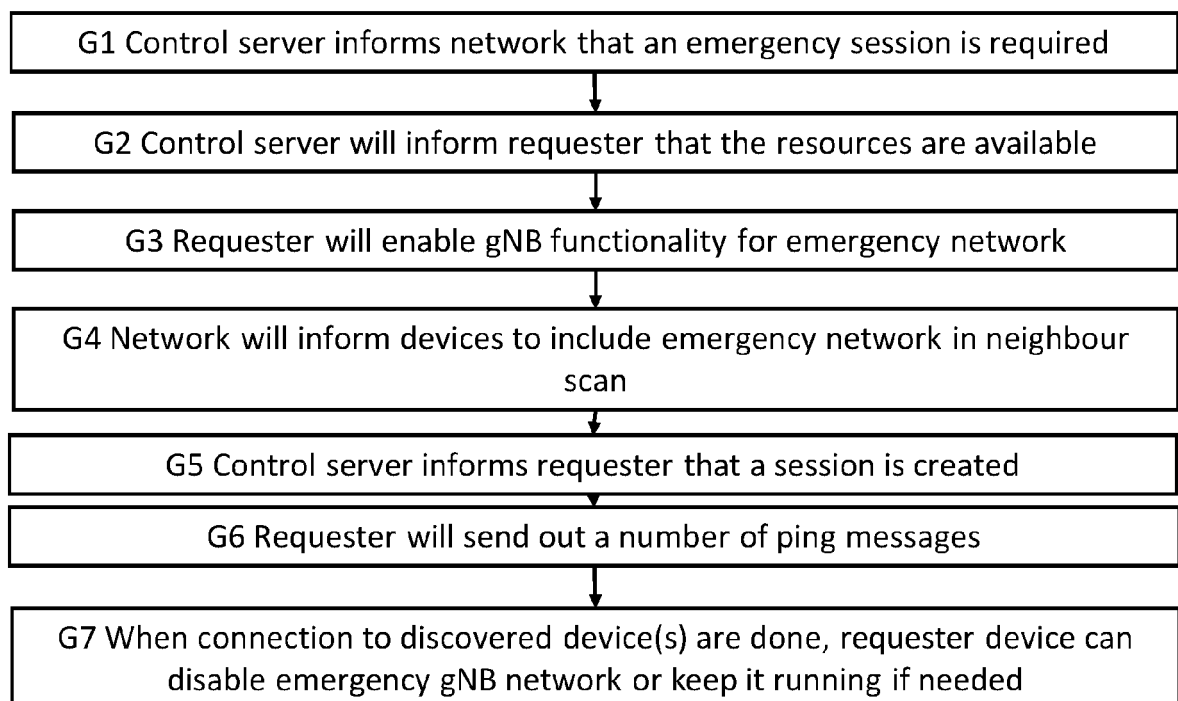 G1 Control server informs network that an emergency session is required
G2 Control server will inform requester that the resources are available
G3 Requester will enable gNB functionality for emergency network
G4 Network will inform devices to include emergency network in neighbour
scan
G5 Control server informs requester that a session is created
G6 Requester will send out a number of ping messages
G7 When connection to discovered device(s) are done, requester device can
disable emergency gNB network or keep it running if needed